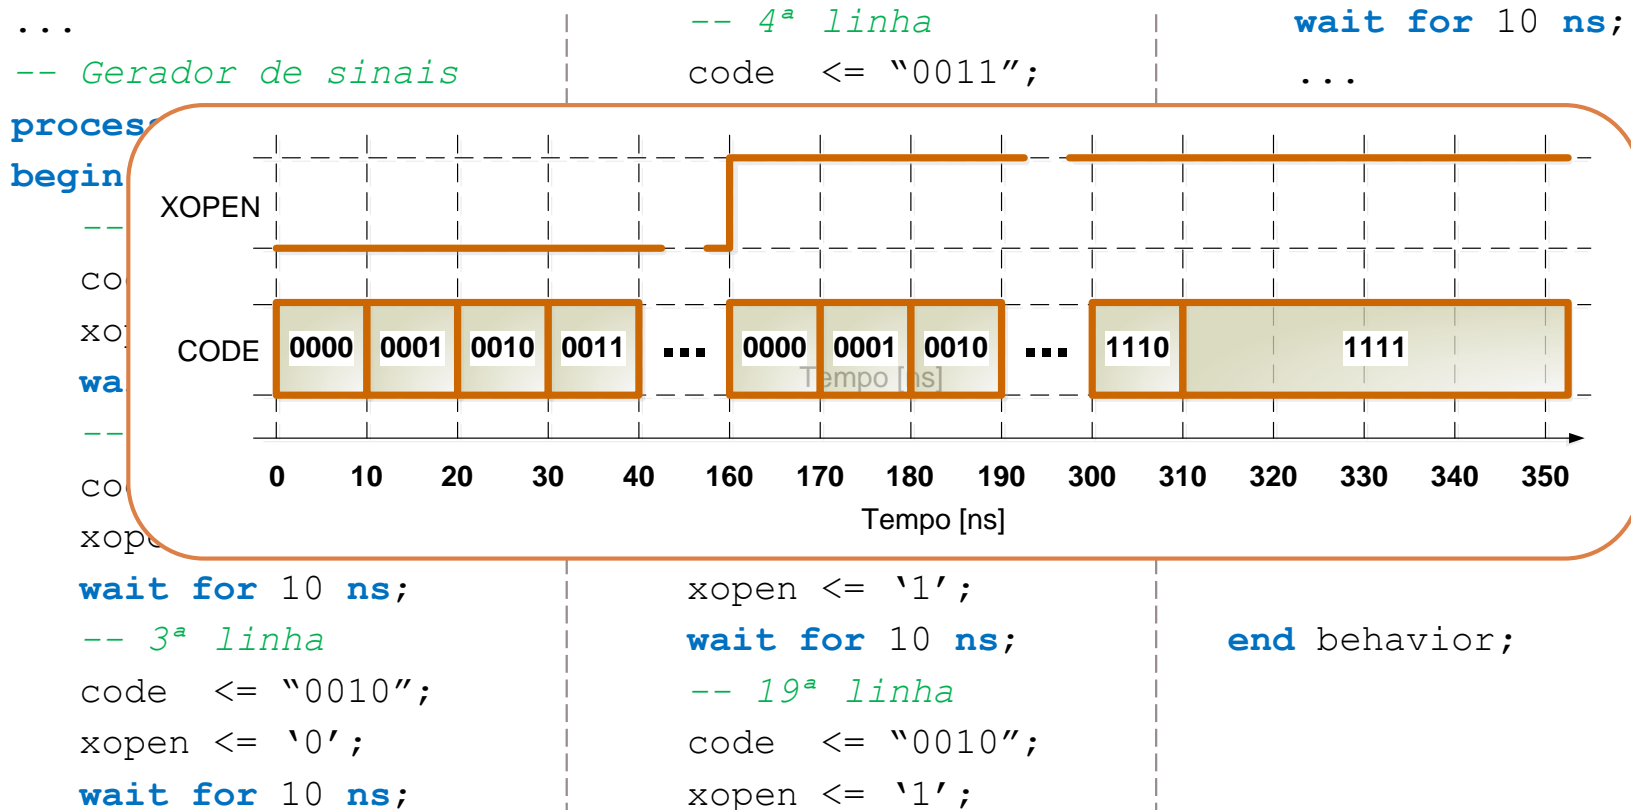 ...
-- Gerador de sinais
process
begin
--
co
xo
wa
--
co
xope
wait for 10 ns;
-- 3ª linha
code <= “0010”;
xopen <= ‘0’;
wait for 10 ns;
-- 4ª linha
code <= “0011”;
xopen <= ‘1’;
wait for 10 ns;
-- 19ª linha
code <= “0010”;
xopen <= ‘1’;
wait for 10 ns;
...
end behavior;
XOPEN
CODE 0000 0001 0010 0011 ... 0000 0001 0010 ... 1110 1111
Tempo [ns]
0 10 20 30 40 160 170 180 190 300 310 320 330 340 350
Tempo [ns]